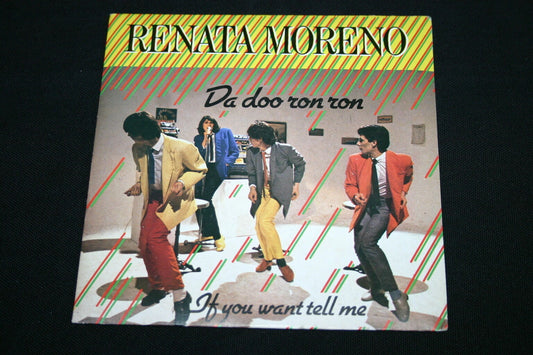 RENATA MORENO
Da doo ron ron
If you want tell me